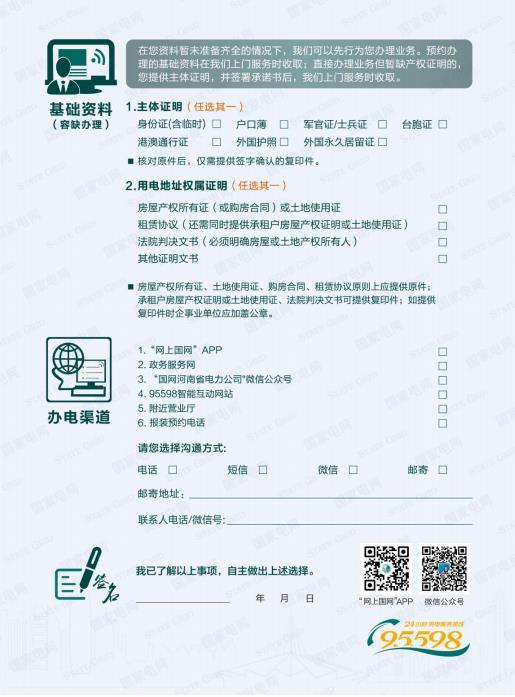 在您资料暂未准备齐全的情况下，我们可以先行为您办理业务。预约办
理的基础资料在我们上门服务时收取；直接办理业务但暂缺产权证明的，
您提供主体证明，并签署承诺书后，我们上门服务时收取。
基础资料
（容缺办理）
1.主体证明（任选其一）
身份证(含临时) □ 户口薄 □ 军官证/士兵证 □ 台胞证 □
港澳通行证 □ 外国护照 □ 外国永久居留证 □
■ 核对原件后，仅需提供签字确认的复印件。
2.用电地址权属证明（任选其一）
房屋产权所有证（或购房合同）或土地使用证 □
租赁协议（还需同时提供承租户房屋产权证明或土地使用证） □
法院判决文书（必须明确房屋或土地产权所有人） □
其他证明文书 □
■ 房屋产权所有证、土地使用证、购房合同、租赁协议原则上应提供原件；
承租户房屋产权证明或土地使用证、法院判决文书可提供复印件；如提供
复印件时企事业单位应加盖公章。
办电渠道
1. “网上国网” APP □
2. 政务服务网 □
3. “国网河南省电力公司”微信公众号 □
4. 95598智能互动网站 □
5. 附近营业厅 □
6. 报装预约电话 □
请您选择沟通方式:
电话 □ 短信 □ 微信 □ 邮寄 □
邮寄地址:
联系人电话/微信号:
签名
我已了解以上事项，自主做出上述选择。
年 月 日
“网上国网”APP 微信公众号
24小时供电服务热线
95598
国家电网
STATE GRID